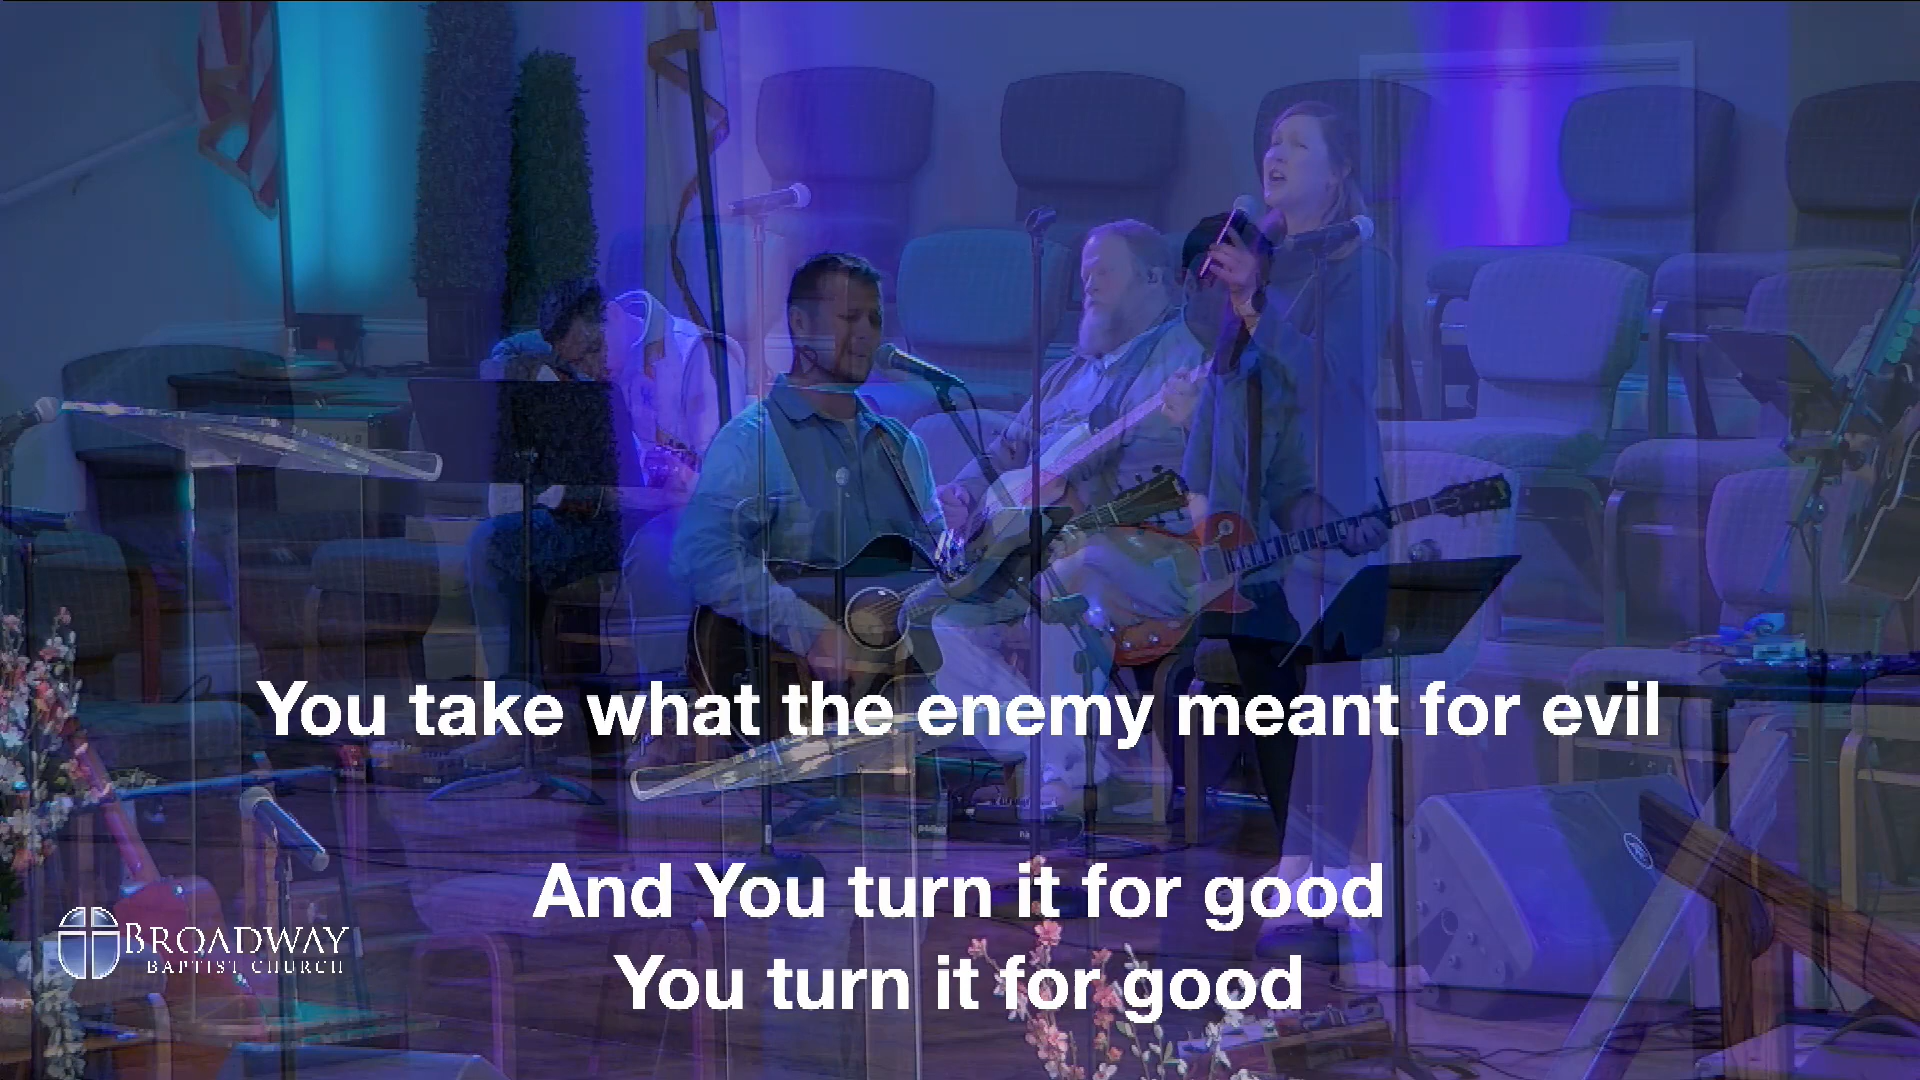 You take what the enemy meant for evil
And You turn it for good
You turn it for good
BROADWAY
BAPTIST CHURCH